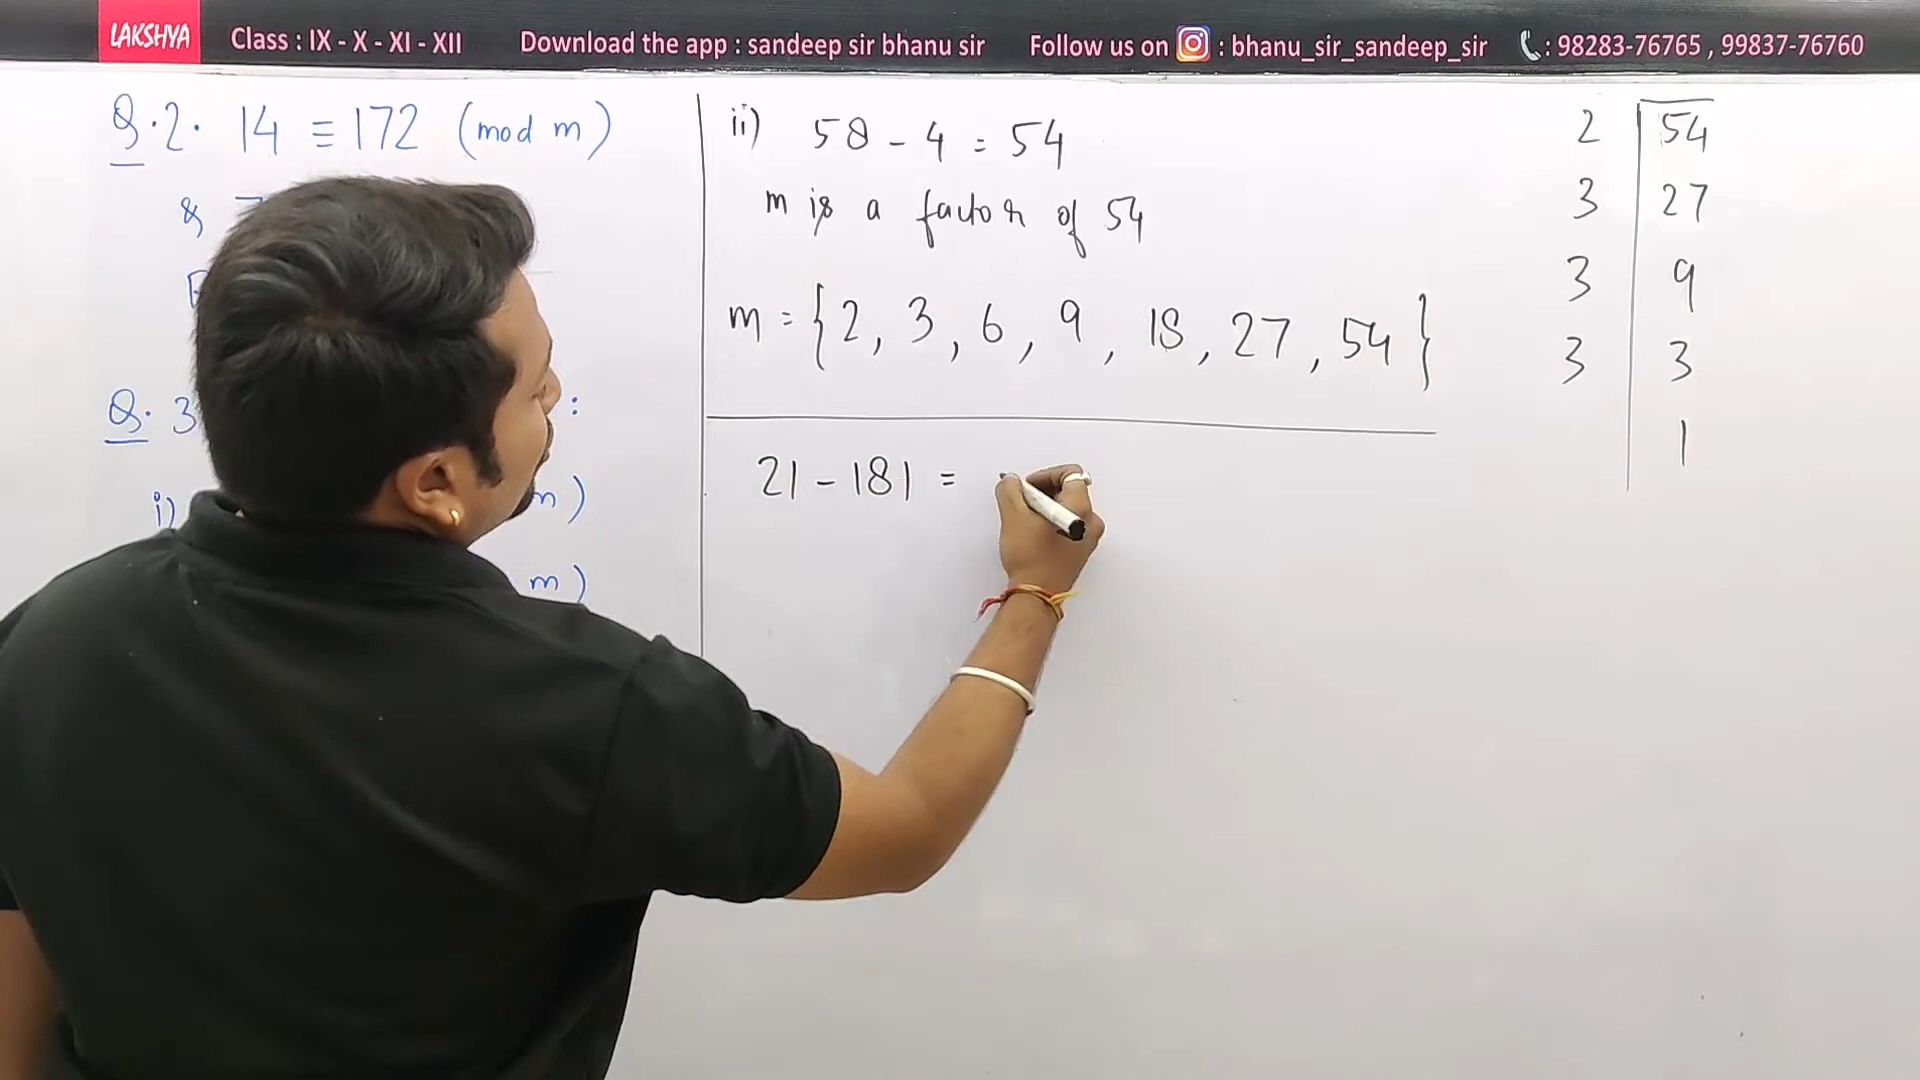 LAKSHYA Class : IX - X - XI - XII Download the app : sandeep sir bhanu sir Follow us on : bhanu_sir_sandeep_sir : 98283-76765 , 99837-76760
Q.2. 14 ≡ 172 (mod m)
&
Q. 3 :
i) m)
m)
ii) 58 - 4 = 54
m is a factor of 54
m = {2, 3, 6, 9, 18, 27, 54}
21 - 181 =
2 54
3 27
3 9
3 3
1